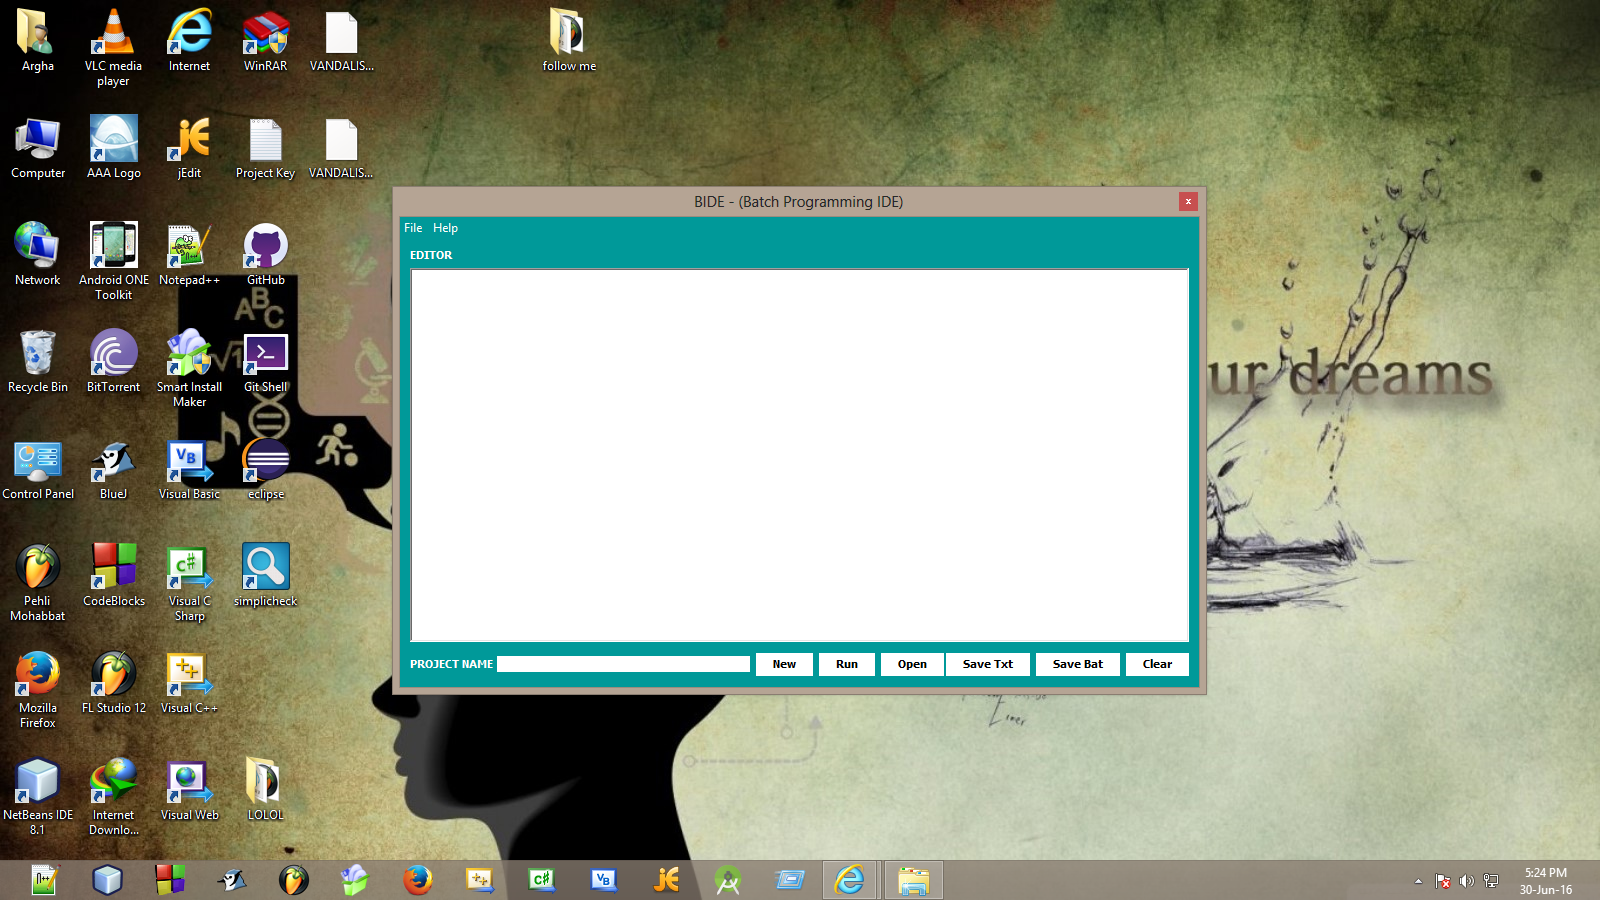 Argha
VLC media
player
Internet
WinRAR
VANDALIS...
follow me
Computer
AAA Logo
jEdit
Project Key
VANDALIS...
Network
Android ONE
Toolkit
Notepad++
GitHub
Recycle Bin
BitTorrent
Smart Install
Maker
Git Shell
Control Panel
BlueJ
Visual Basic
eclipse
Pehli
Mohabbat
CodeBlocks
Visual C
Sharp
simplicheck
Mozilla
Firefox
FL Studio 12
Visual C++
NetBeans IDE
8.1
Internet
Downlo...
Visual Web
LOLOL
ABC
ur dreams
BIDE - (Batch Programming IDE)
x
File Help
EDITOR
PROJECT NAME
New
Run
Open
Save Txt
Save Bat
Clear
5:24 PM
30-Jun-16